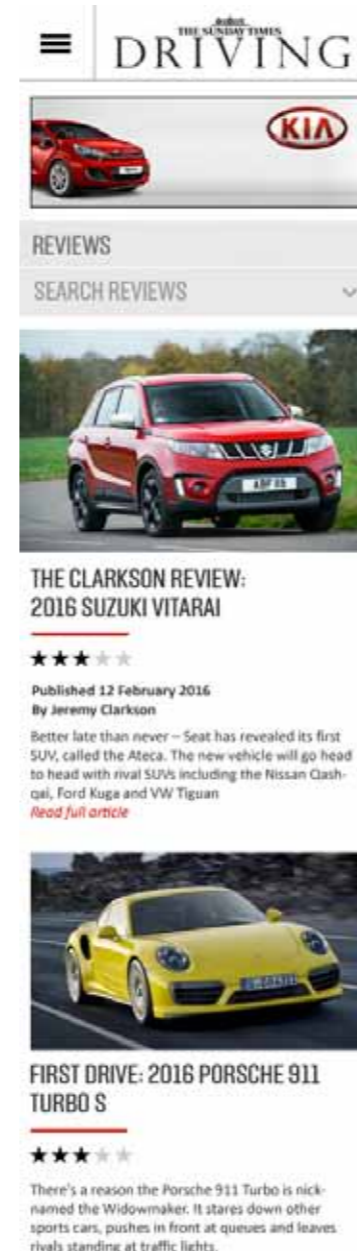 THE SUNDAY TIMES
DRIVING
KIA
REVIEWS
SEARCH REVIEWS
THE CLARKSON REVIEW:
2016 SUZUKI VITARAI
Published 12 February 2016
By Jeremy Clarkson
Better late than never – Seat has revealed its first
SUV, called the Ateca. The new vehicle will go head
to head with rival SUVs including the Nissan Qash-
qai, Ford Kuga and VW Tiguan
Read full article
FIRST DRIVE: 2016 PORSCHE 911
TURBO S
There's a reason the Porsche 911 Turbo is nick-
named the Widowmaker. It stares down other
sports cars, pushes in front at queues and leaves
rivals standing at traffic lights.